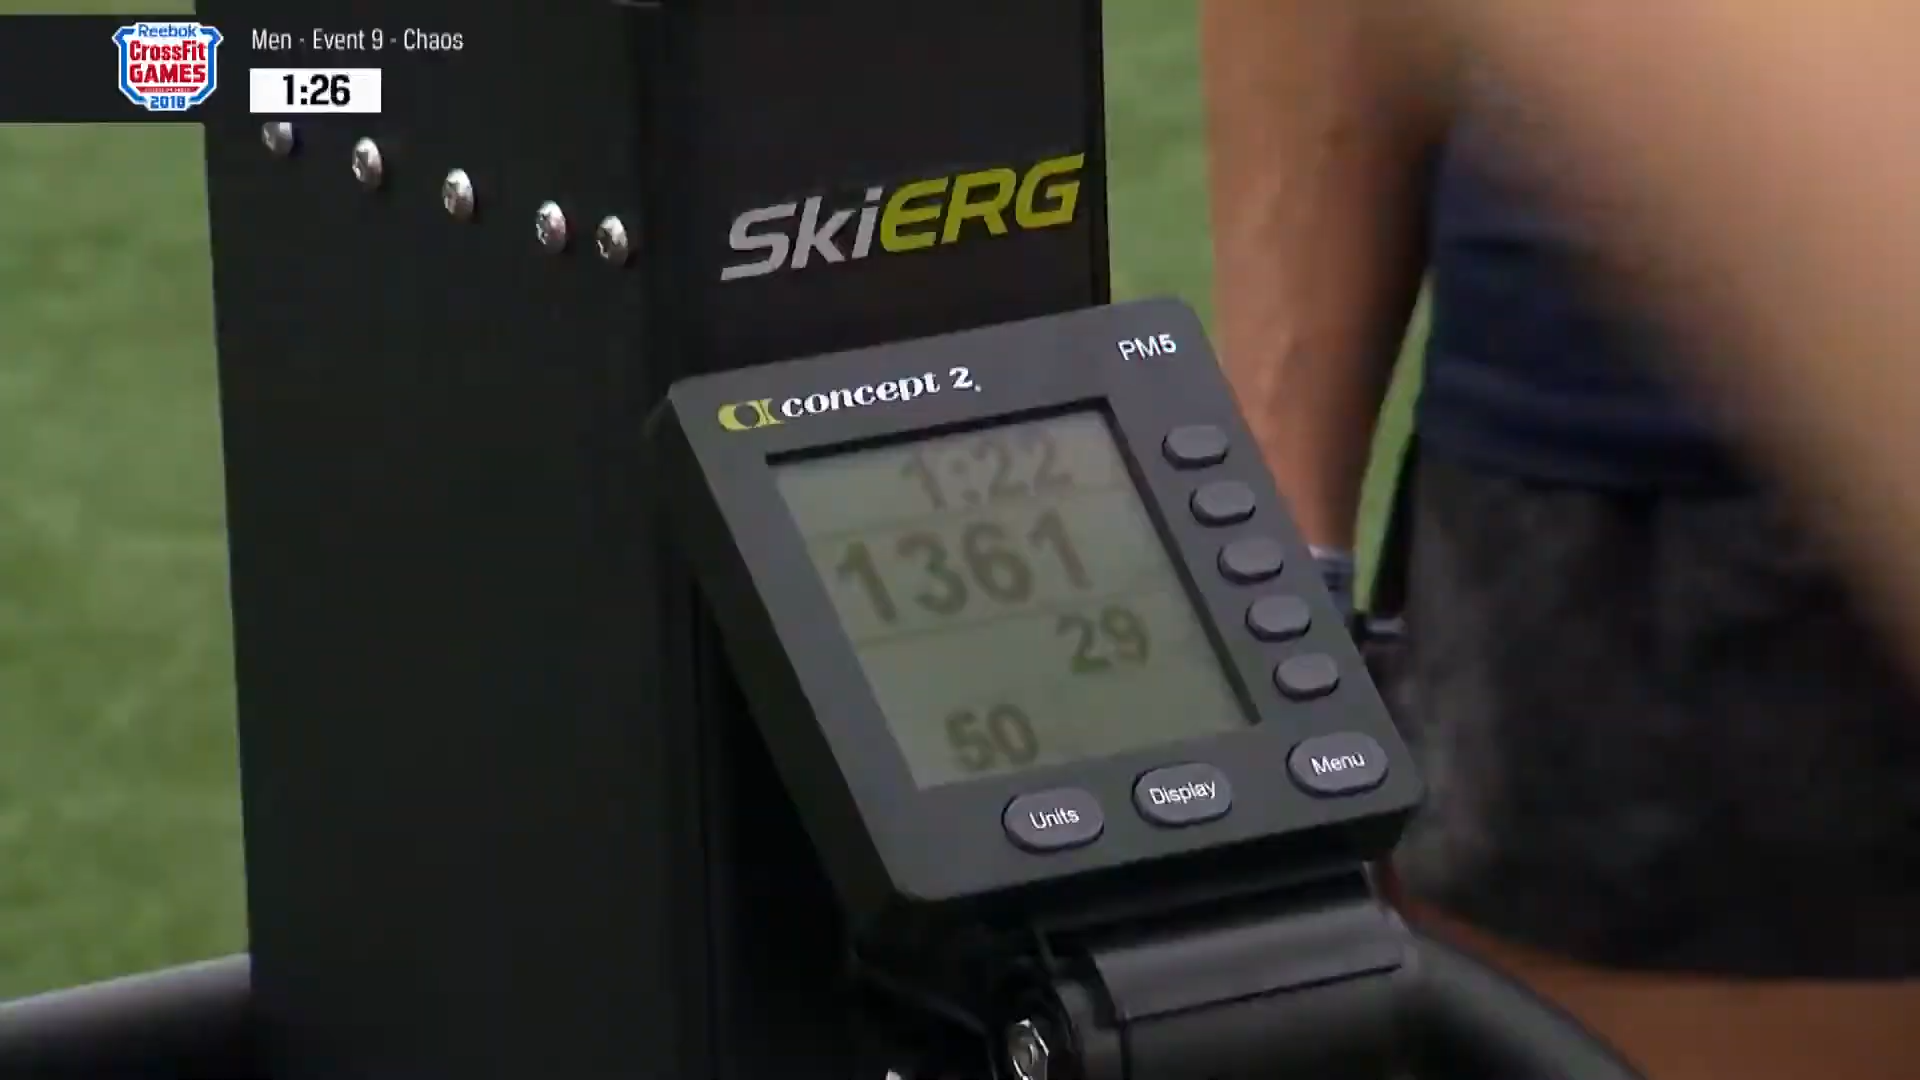 Reebok
CrossFit
GAMES
2018
Men - Event 9 - Chaos
1:26
SkiERG
PM5
concept 2.
1:22
1361
29
50
Units
Display
Menu